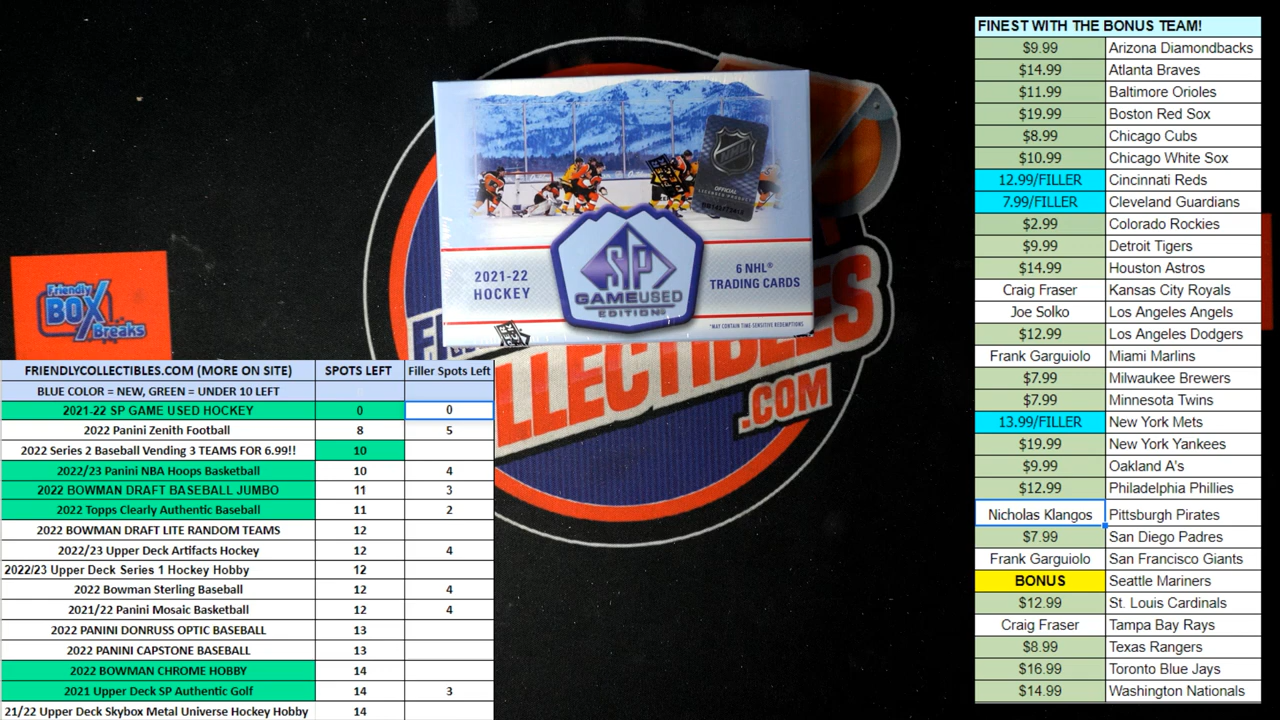 FINEST WITH THE BONUS TEAM!
$9.99 Arizona Diamondbacks
$14.99 Atlanta Braves
$11.99 Baltimore Orioles
$19.99 Boston Red Sox
$8.99 Chicago Cubs
$10.99 Chicago White Sox
12.99/FILLER Cincinnati Reds
7.99/FILLER Cleveland Guardians
$2.99 Colorado Rockies
$9.99 Detroit Tigers
$14.99 Houston Astros
Craig Fraser Kansas City Royals
Joe Solko Los Angeles Angels
$12.99 Los Angeles Dodgers
Frank Garguiolo Miami Marlins
$7.99 Milwaukee Brewers
$7.99 Minnesota Twins
13.99/FILLER New York Mets
$19.99 New York Yankees
$9.99 Oakland A's
$12.99 Philadelphia Phillies
Nicholas Klangos Pittsburgh Pirates
$7.99 San Diego Padres
Frank Garguiolo San Francisco Giants
BONUS Seattle Mariners
$12.99 St. Louis Cardinals
Craig Fraser Tampa Bay Rays
$8.99 Texas Rangers
$16.99 Toronto Blue Jays
$14.99 Washington Nationals
NHL
OFFICIAL
LICENSED PRODUCT
2021-22
HOCKEY
SP
GAMEUSED
EDITION
6 NHL®
TRADING CARDS
*MAY CONTAIN TIME-SENSITIVE REDEMPTIONS
Friendly
BOX
Breaks
LLECTIBLES
.COM
FRIENDLYCOLLECTIBLES.COM (MORE ON SITE) SPOTS LEFT Filler Spots Left
BLUE COLOR = NEW, GREEN = UNDER 10 LEFT
2021-22 SP GAME USED HOCKEY 0 0
2022 Panini Zenith Football 8 5
2022 Series 2 Baseball Vending 3 TEAMS FOR 6.99!! 10
2022/23 Panini NBA Hoops Basketball 10 4
2022 BOWMAN DRAFT BASEBALL JUMBO 11 3
2022 Topps Clearly Authentic Baseball 11 2
2022 BOWMAN DRAFT LITE RANDOM TEAMS 12
2022/23 Upper Deck Artifacts Hockey 12 4
2022/23 Upper Deck Series 1 Hockey Hobby 12
2022 Bowman Sterling Baseball 12 4
2021/22 Panini Mosaic Basketball 12 4
2022 PANINI DONRUSS OPTIC BASEBALL 13
2022 PANINI CAPSTONE BASEBALL 13
2022 BOWMAN CHROME HOBBY 14
2021 Upper Deck SP Authentic Golf 14 3
21/22 Upper Deck Skybox Metal Universe Hockey Hobby 14